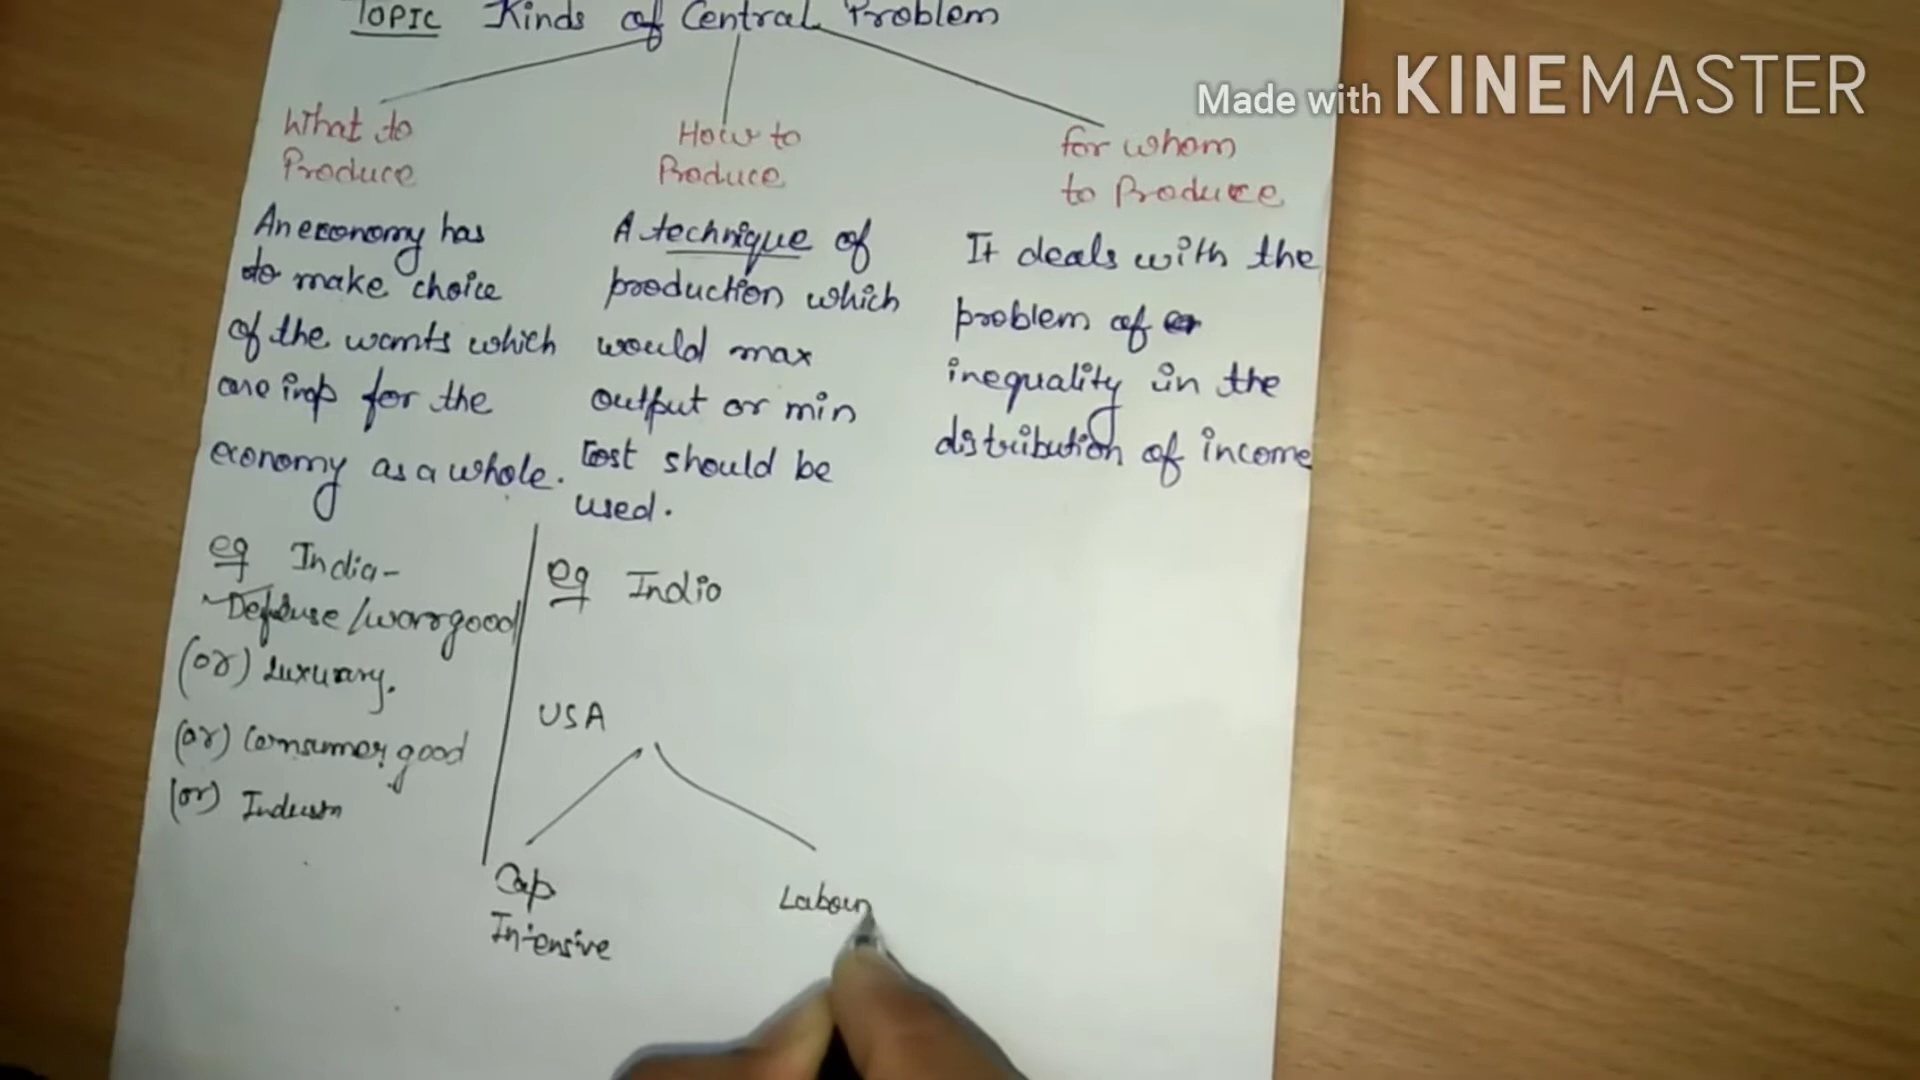 TOPIC Kinds of Central Problem
Made with KINEMASTER
What to
Produce
An economy has
to make choice
of the wants which
are imp for the
economy as a whole.
eg India-
Defense/war good
(or) Luxurary.
(or) Consumer good
(or)
How to
Produce
A technique of
production which
would max
output or min
cost should be
used.
eg India
USA
Cap
Intensive
Labour
for whom
to Produce
It deals with the
problem of
inequality in the
distribution of income